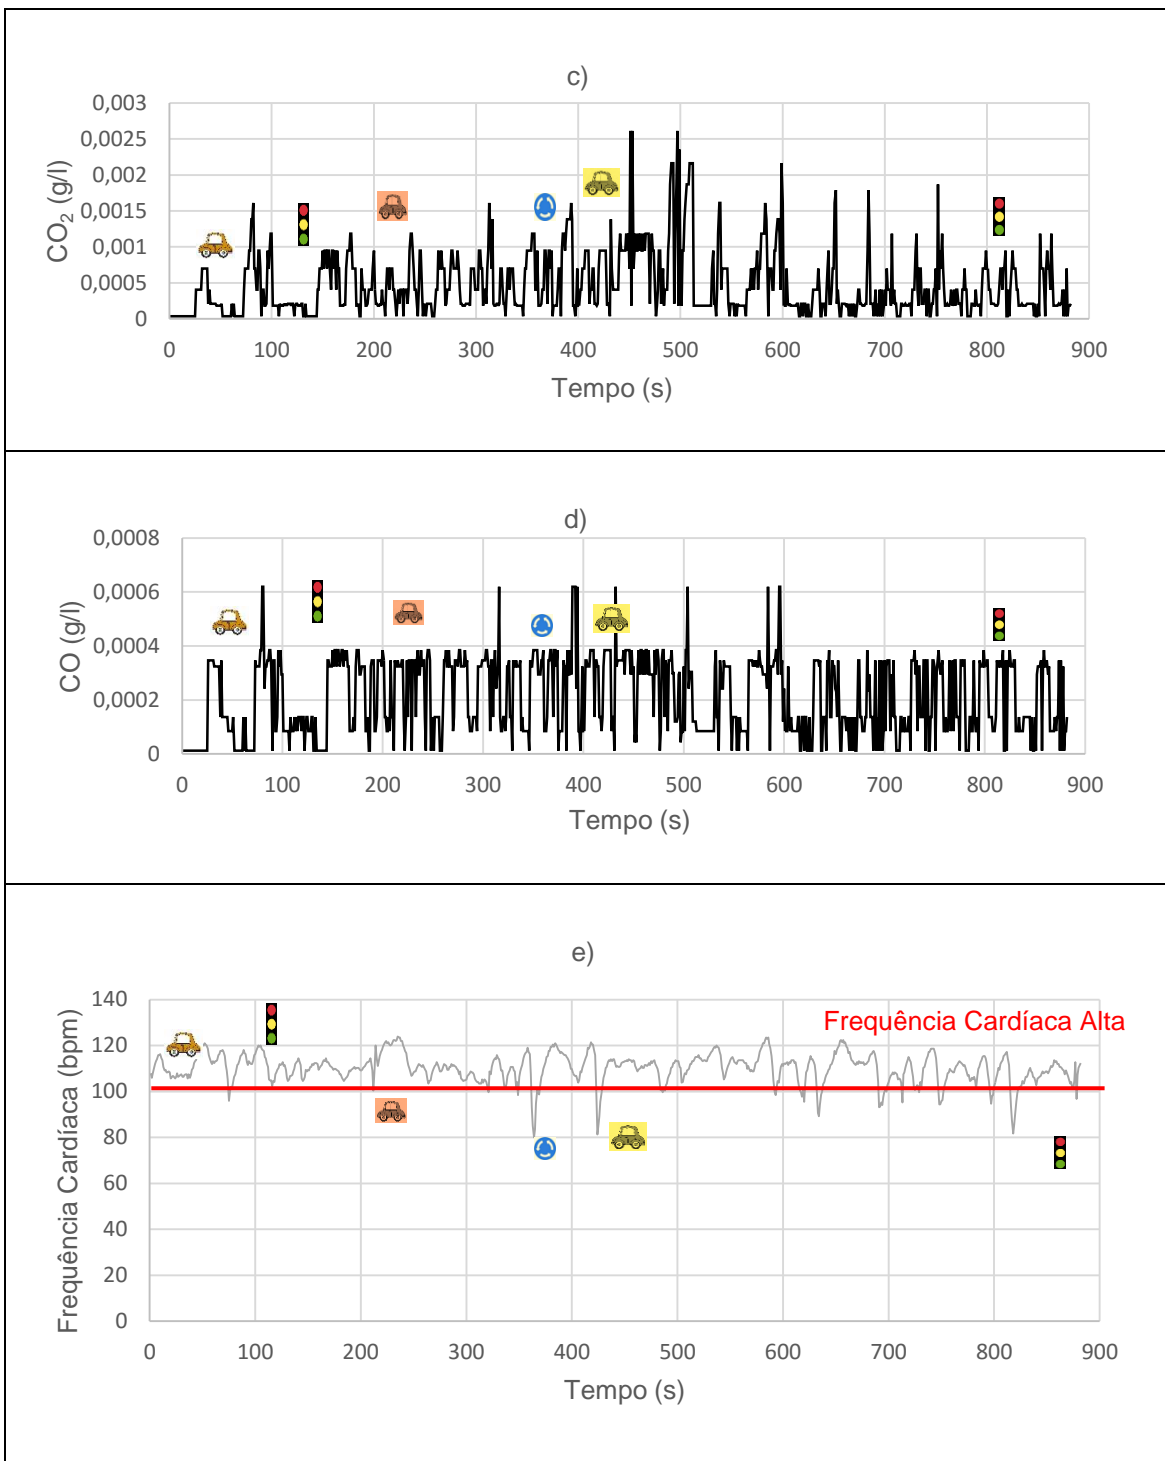 c)
0,003
0,0025
0,002
0,0015
0,001
0,0005
0
CO2 (g/l)
0 100 200 300 400 500 600 700 800 900
Tempo (s)
d)
0,0008
0,0006
0,0004
0,0002
0
CO (g/l)
0 100 200 300 400 500 600 700 800 900
Tempo (s)
e)
140
120
100
80
60
40
20
0
Frequência Cardíaca (bpm)
Frequência Cardíaca Alta
0 100 200 300 400 500 600 700 800 900
Tempo (s)